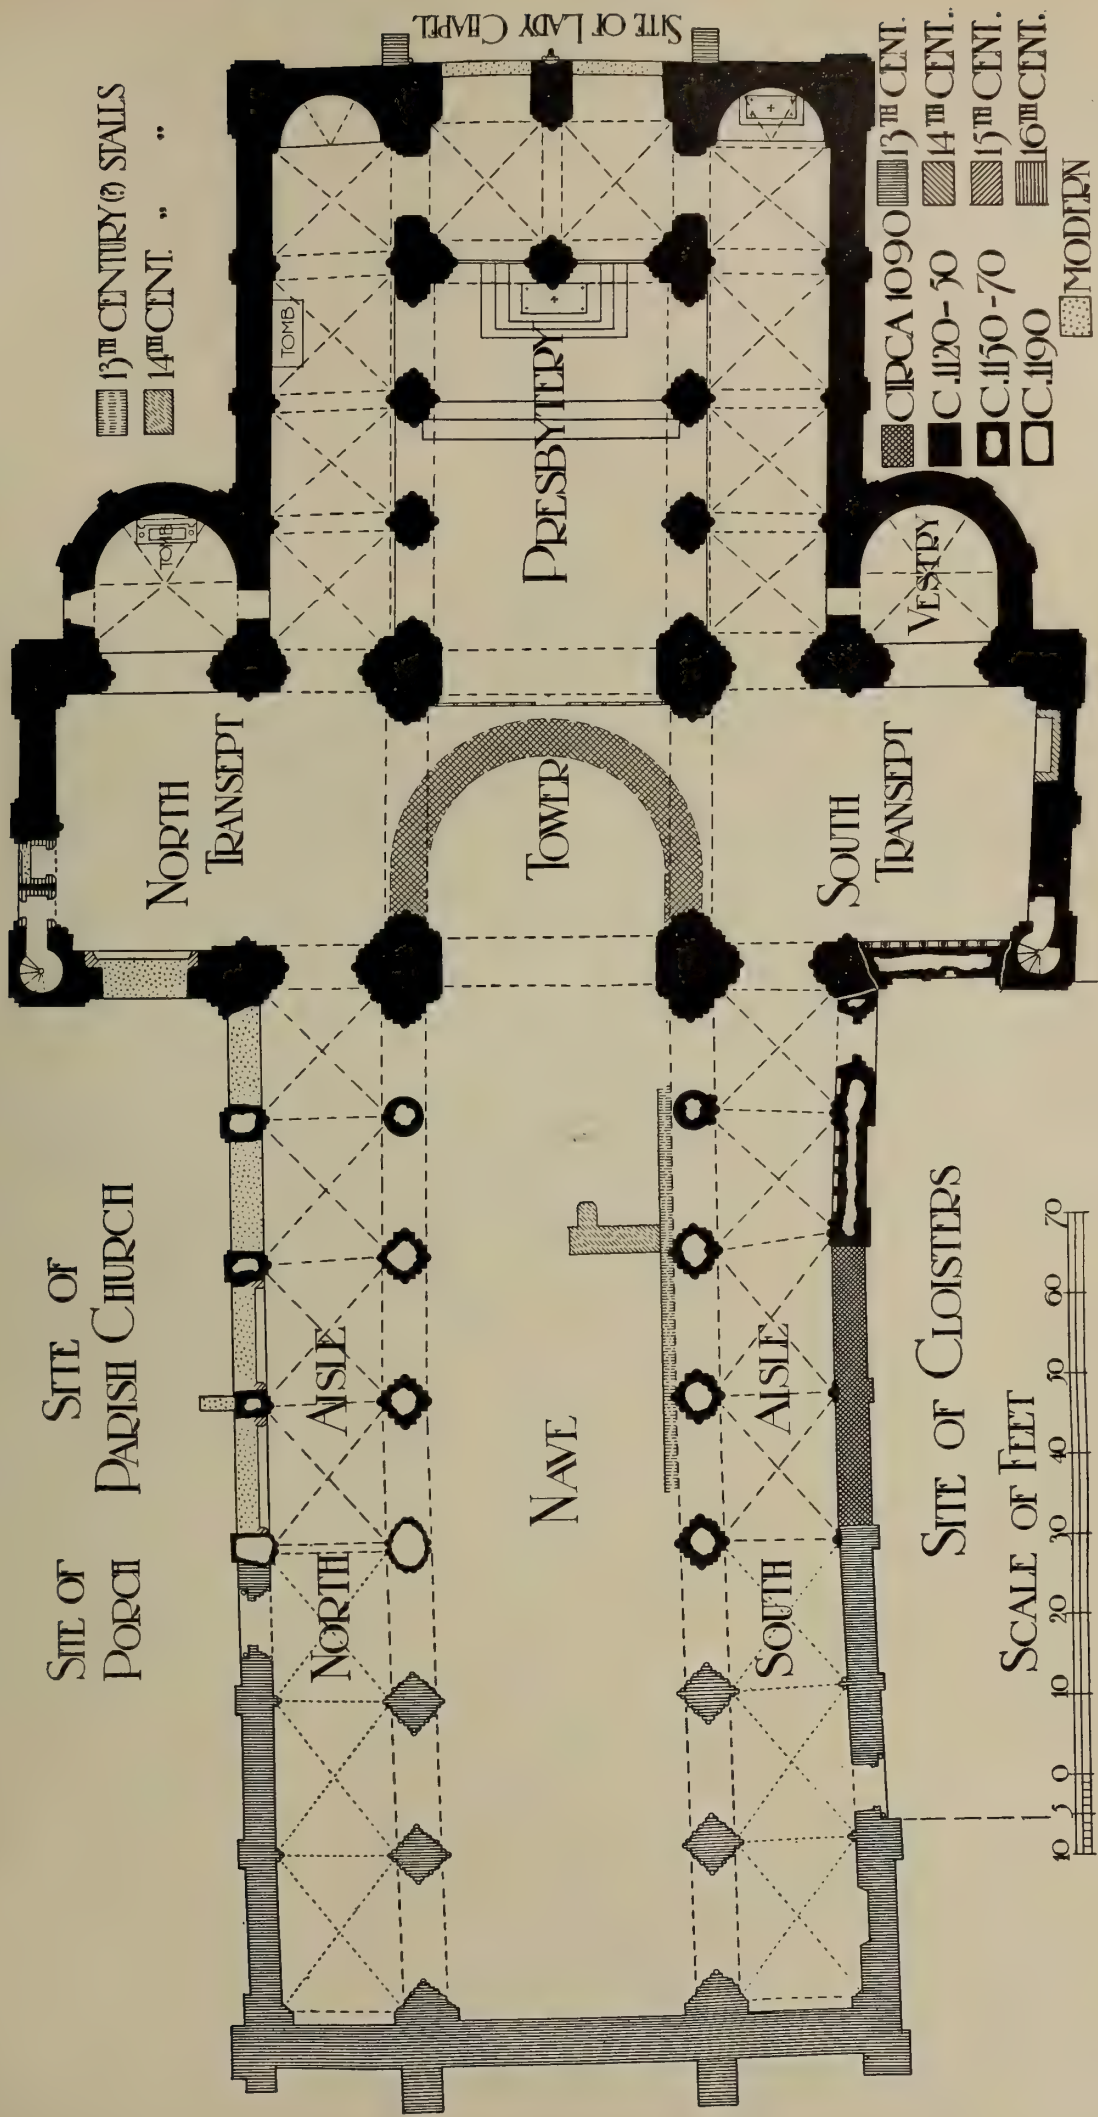 SITE OF LADY CHAPEL
13TH CENTURY(?) STALLS
14TH CENT. " "
TOMB
TOMB
PRESBYTERY
VESTRY
CIRCA 1090
C.1120-50
C.1150-70
C.1190
13TH CENT.
14TH CENT.
15TH CENT.
16TH CENT.
MODERN
NORTH
TRANSEPT
TOWER
SOUTH
TRANSEPT
SITE OF
PARISH CHURCH
SITE OF
PORCH
NORTH AISLE
NAVE
SOUTH AISLE
SITE OF CLOISTERS
SCALE OF FEET
10 5 0 10 20 30 40 50 60 70